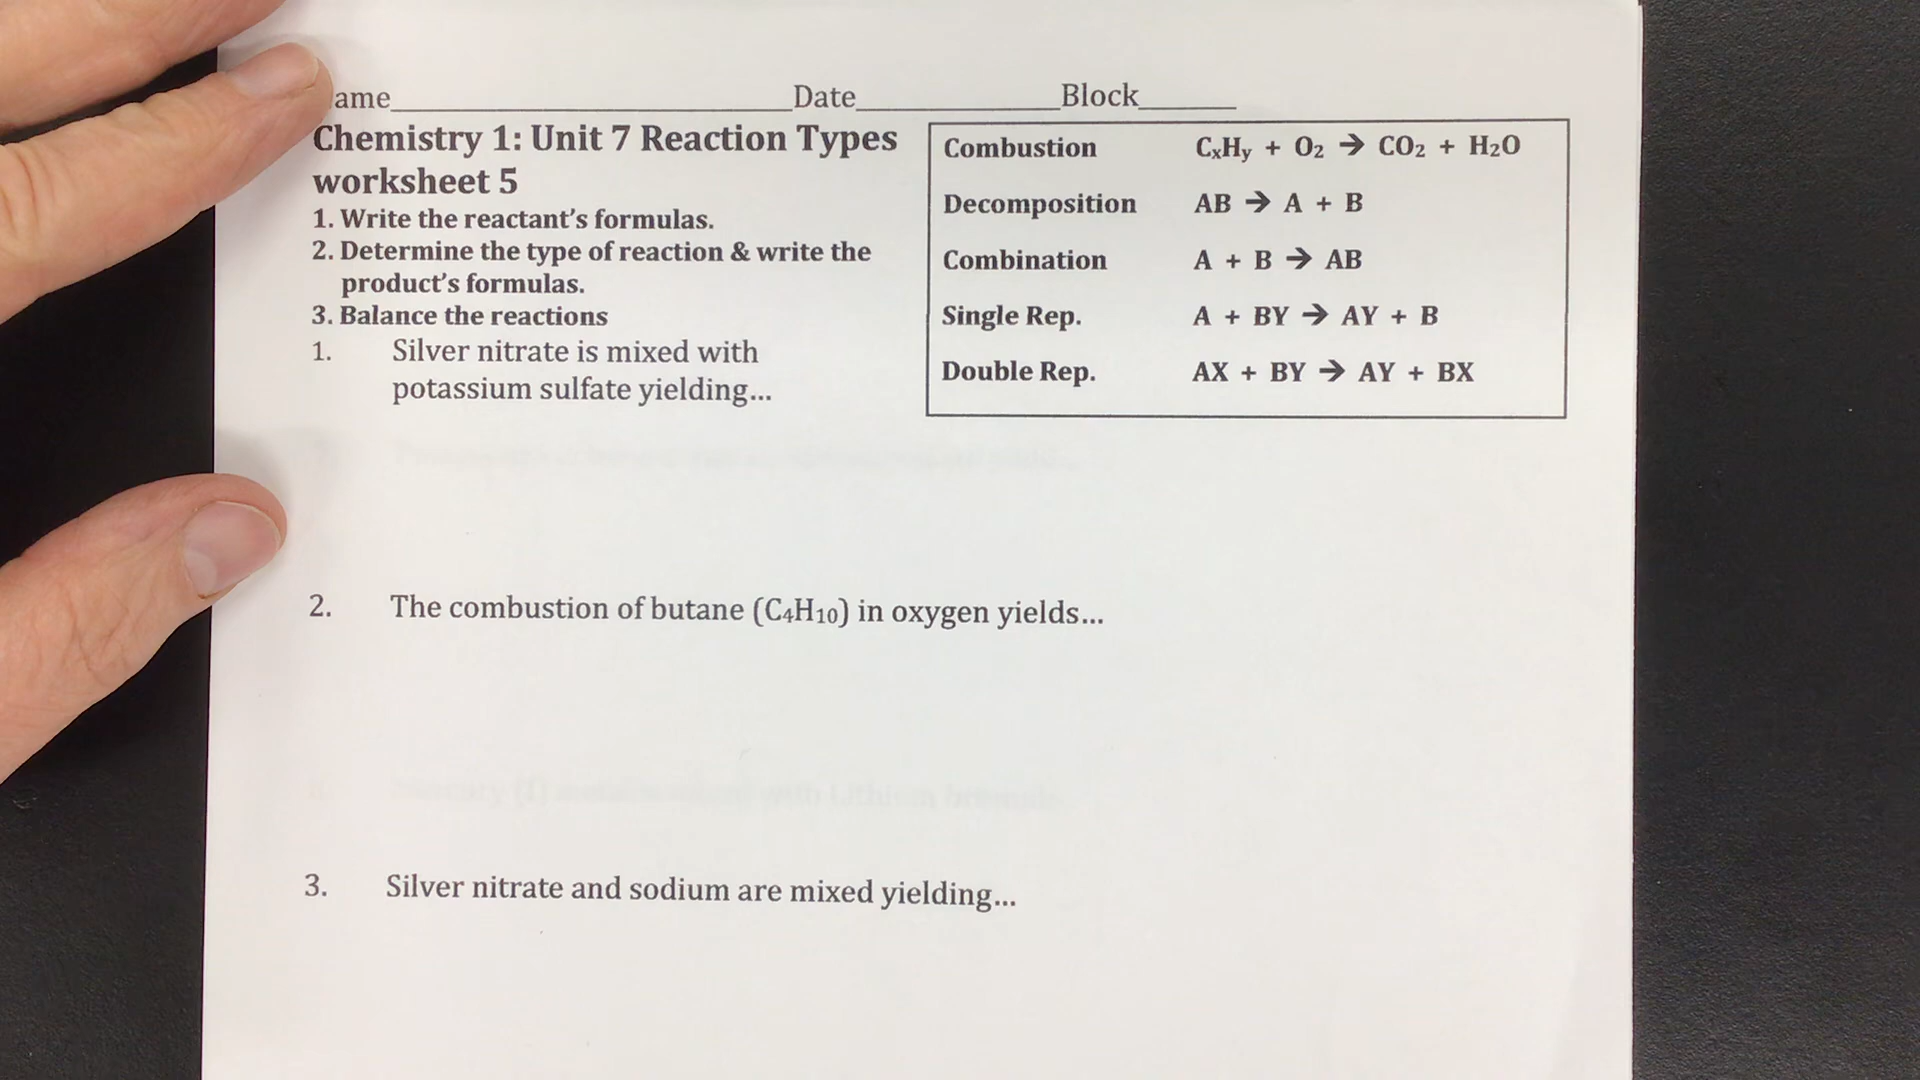 ame____________Date____________Block______
Chemistry 1: Unit 7 Reaction Types
worksheet 5
1. Write the reactant's formulas.
2. Determine the type of reaction & write the
product's formulas.
3. Balance the reactions
Combustion CxHy + O2 → CO2 + H2O
Decomposition AB → A + B
Combination A + B → AB
Single Rep. A + BY → AY + B
Double Rep. AX + BY → AY + BX
1. Silver nitrate is mixed with
potassium sulfate yielding...
2. The combustion of butane (C4H10) in oxygen yields...
3. Silver nitrate and sodium are mixed yielding...